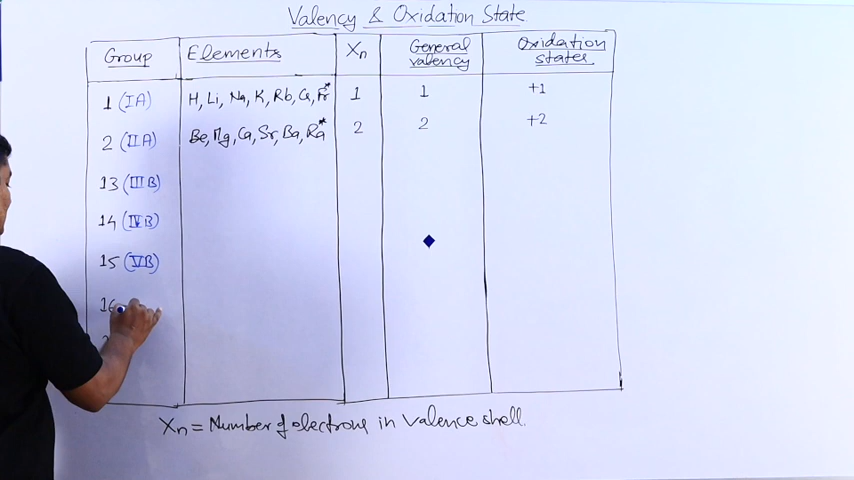 Valency & Oxidation State
Group Elements Xn General valency Oxidation states
1 (IA) H, Li, Na, K, Rb, Cs, Fr* 1 1 +1
2 (IIA) Be, Mg, Ca, Sr, Ba, Ra* 2 2 +2
13 (IIIB)
14 (IVB)
15 (VB)
16
Xn = Number of electrons in valence shell.